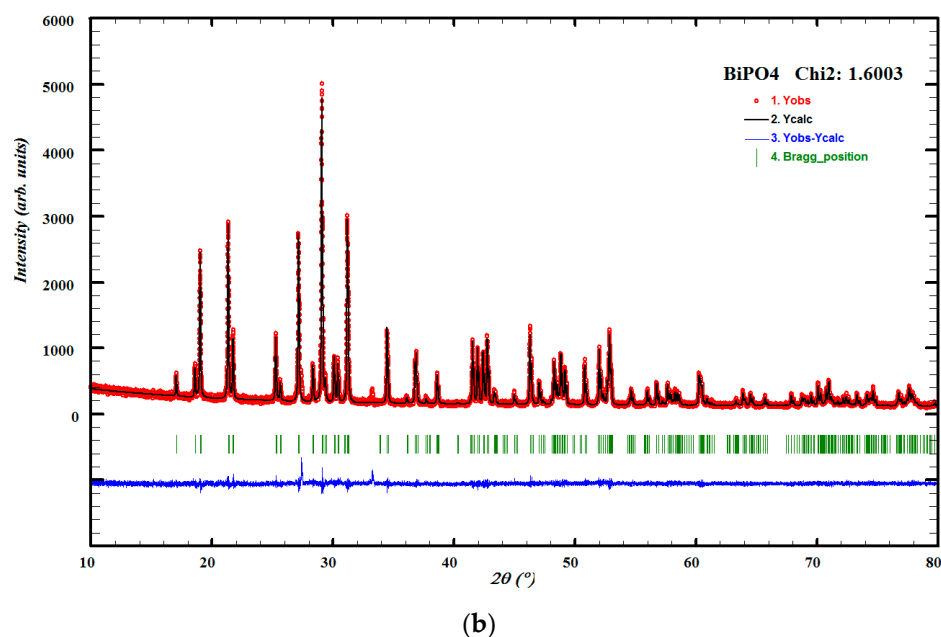 6000
5000
4000
3000
2000
1000
0
Intensity (arb. units)
BiPO4 Chi2: 1.6003
1. Yobs
2. Ycalc
3. Yobs-Ycalc
4. Bragg_position
10 20 30 40 50 60 70 80
2θ (°)
(b)